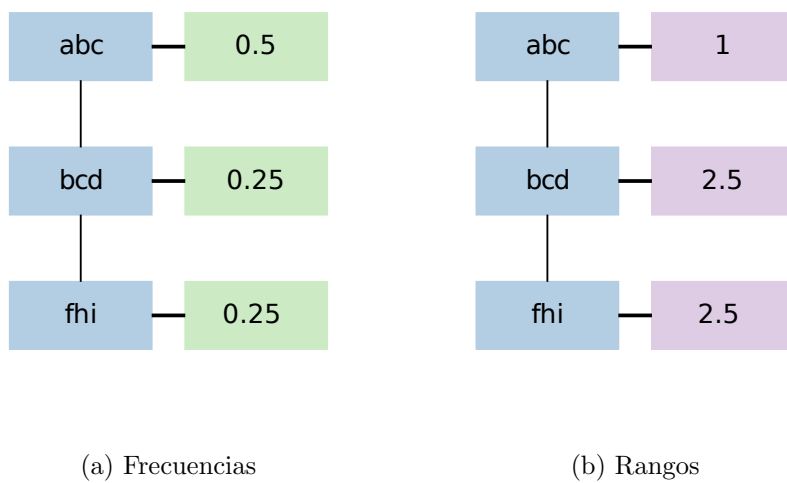 abc 0.5
bcd 0.25
fhi 0.25
(a) Frecuencias
abc 1
bcd 2.5
fhi 2.5
(b) Rangos